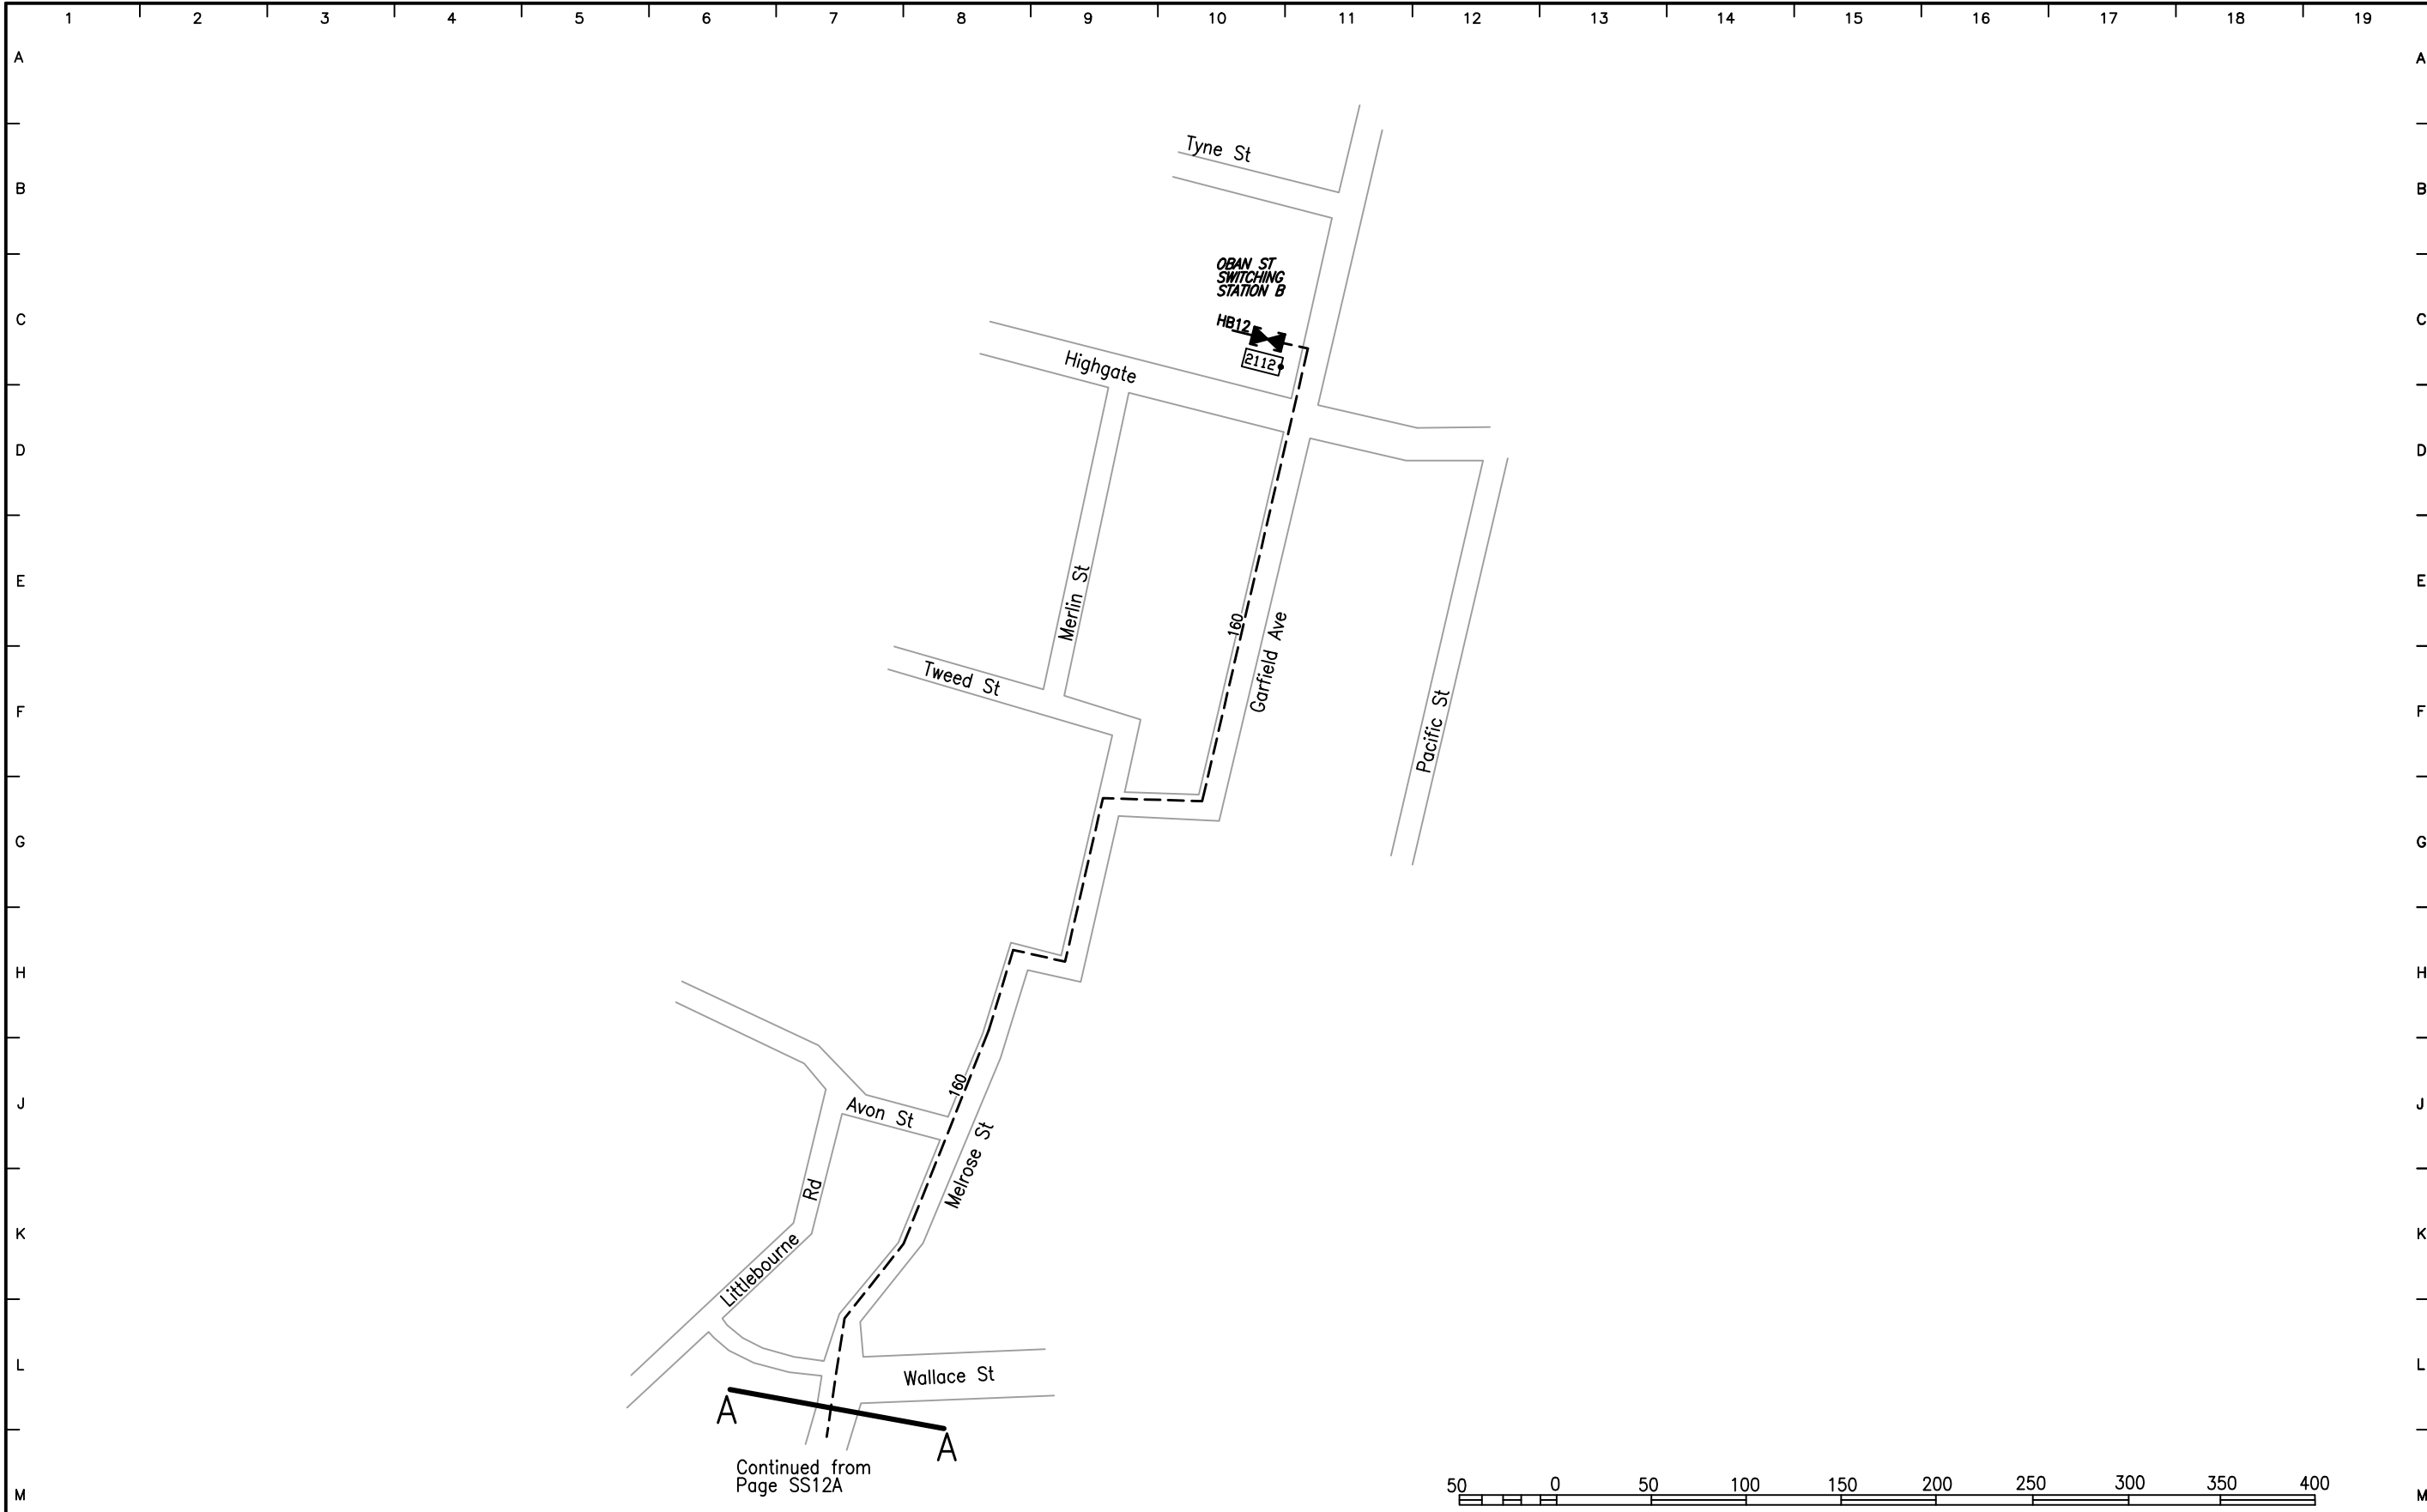 1 2 3 4 5 6 7 8 9 10 11 12 13 14 15 16 17 18 19
A A
Tyne St
B B
OBAN ST
SWITCHING
STATION B
HB12
C C
2112
Highgate
D D
E E
Merlin St
160
Garfield Ave
Tweed St
F F
Pacific St
G G
H H
160
J J
Avon St
Melrose St
Rd
K K
Littlebourne
L L
Wallace St
A
A
Continued from
Page SS12A
50 0 50 100 150 200 250 300 350 400
M M